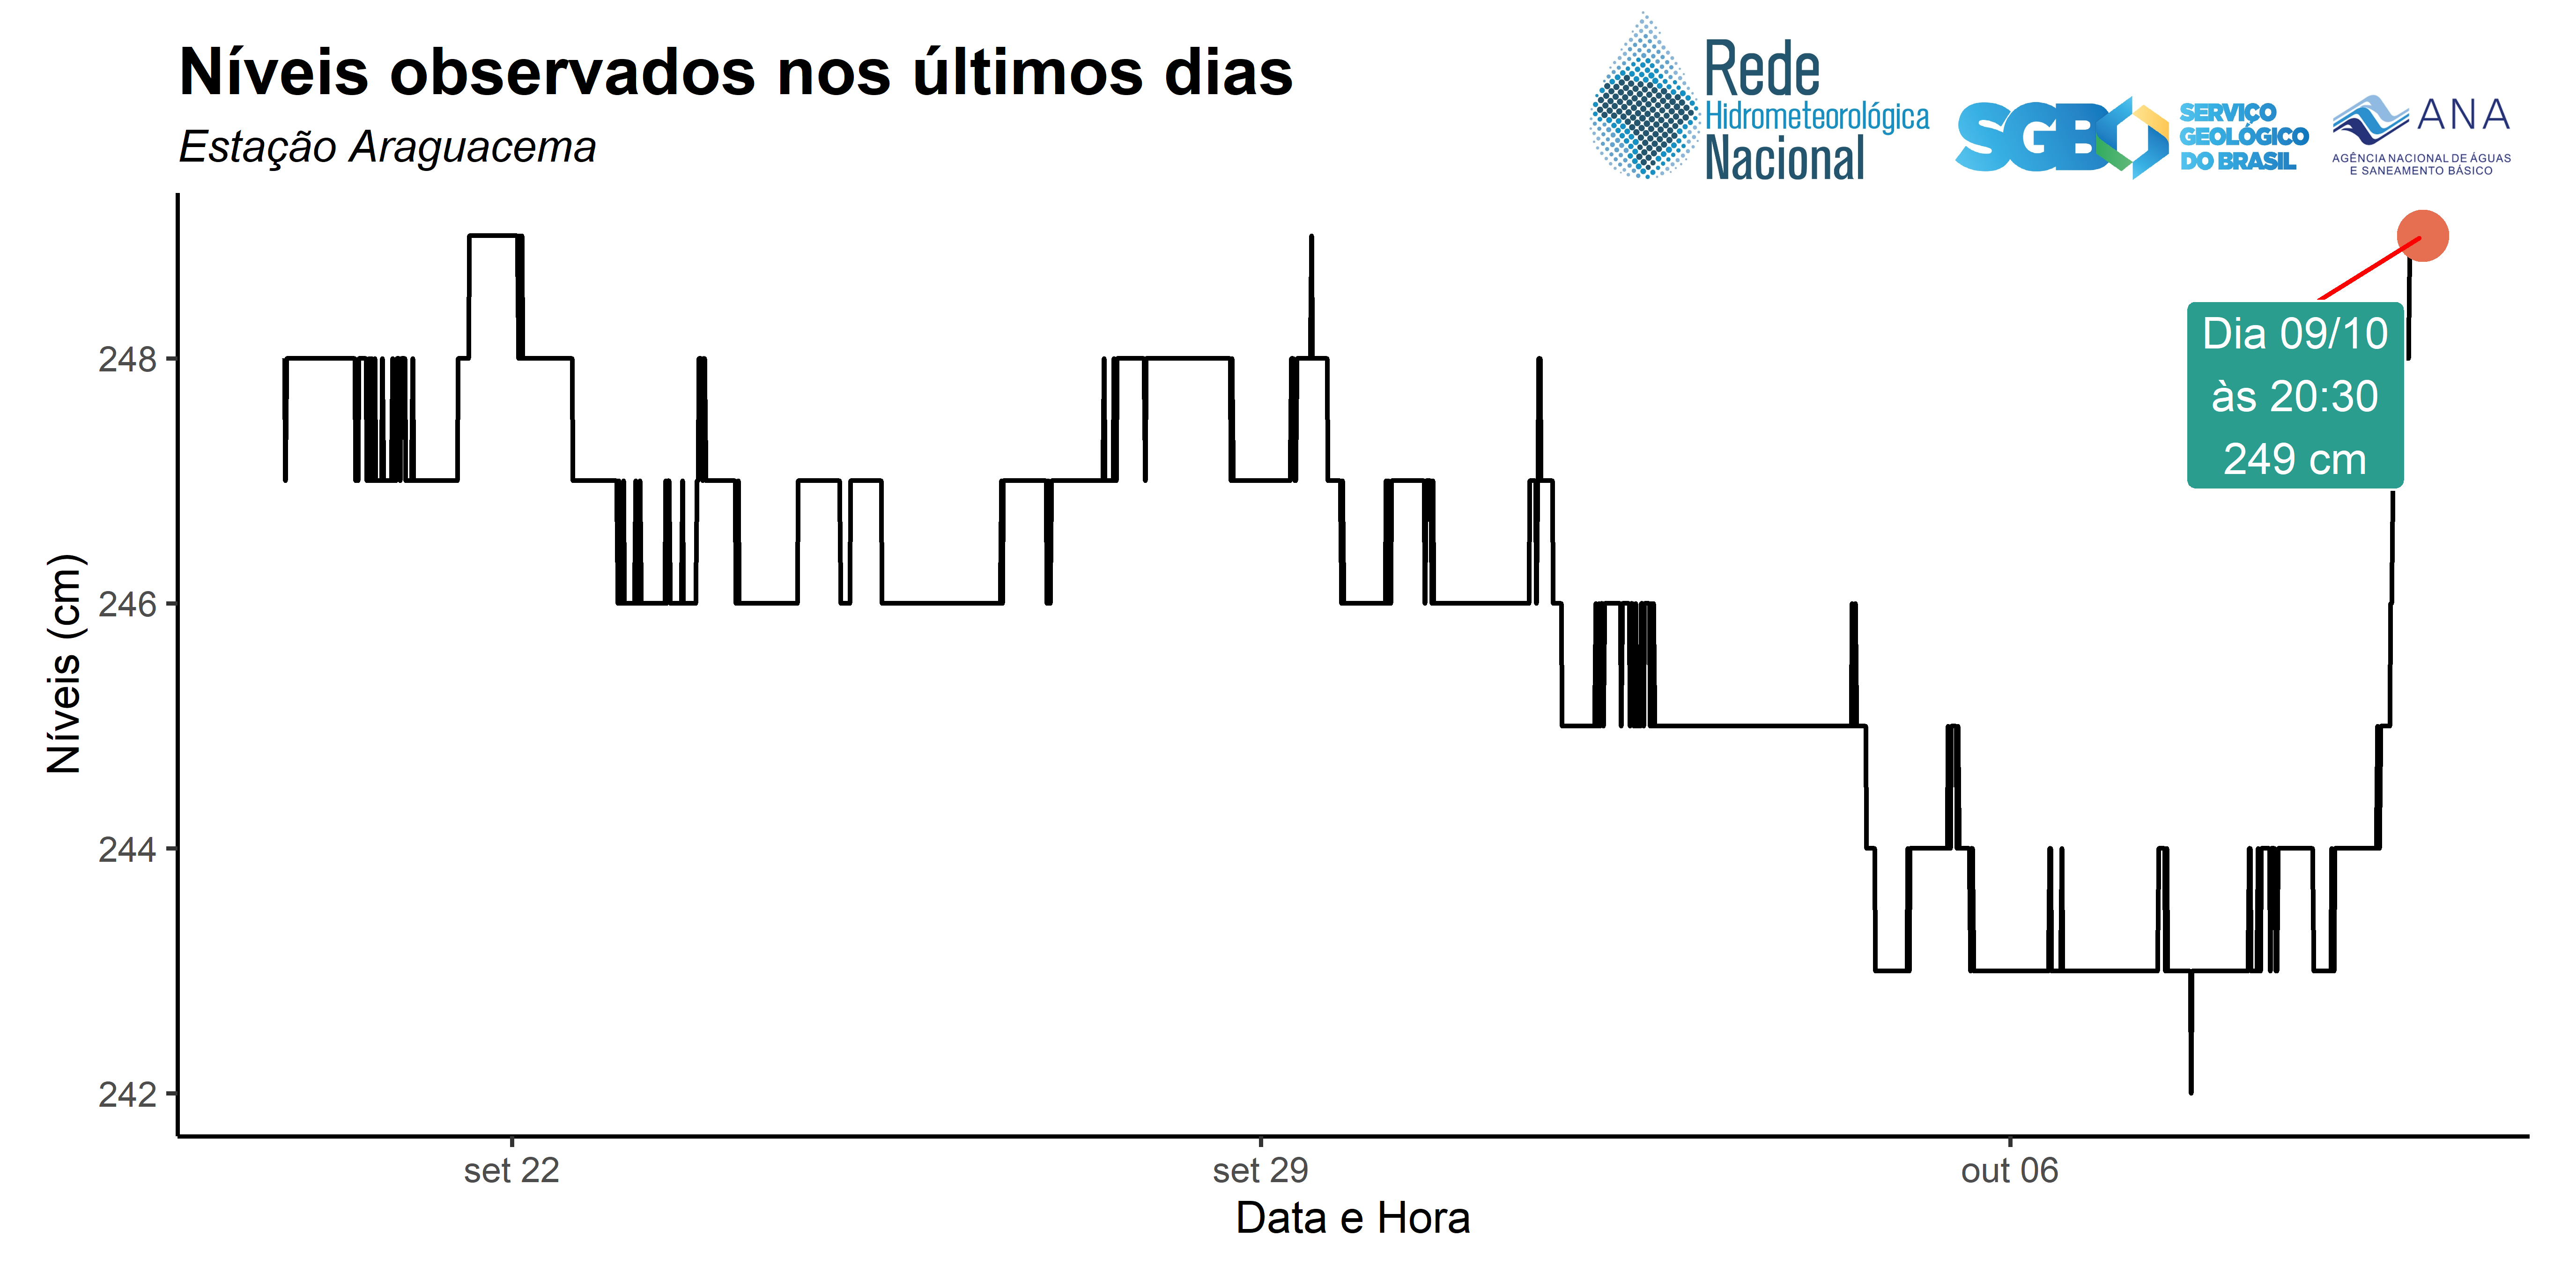 Níveis observados nos últimos dias
Estação Araguacema
Rede
Hidrometeorológica
Nacional
SGB
SERVIÇO
GEOLÓGICO
DO BRASIL
ANA
AGÊNCIA NACIONAL DE ÁGUAS
E SANEAMENTO BÁSICO
Níveis (cm)
248
246
244
242
Dia 09/10
às 20:30
249 cm
set 22
set 29
out 06
Data e Hora